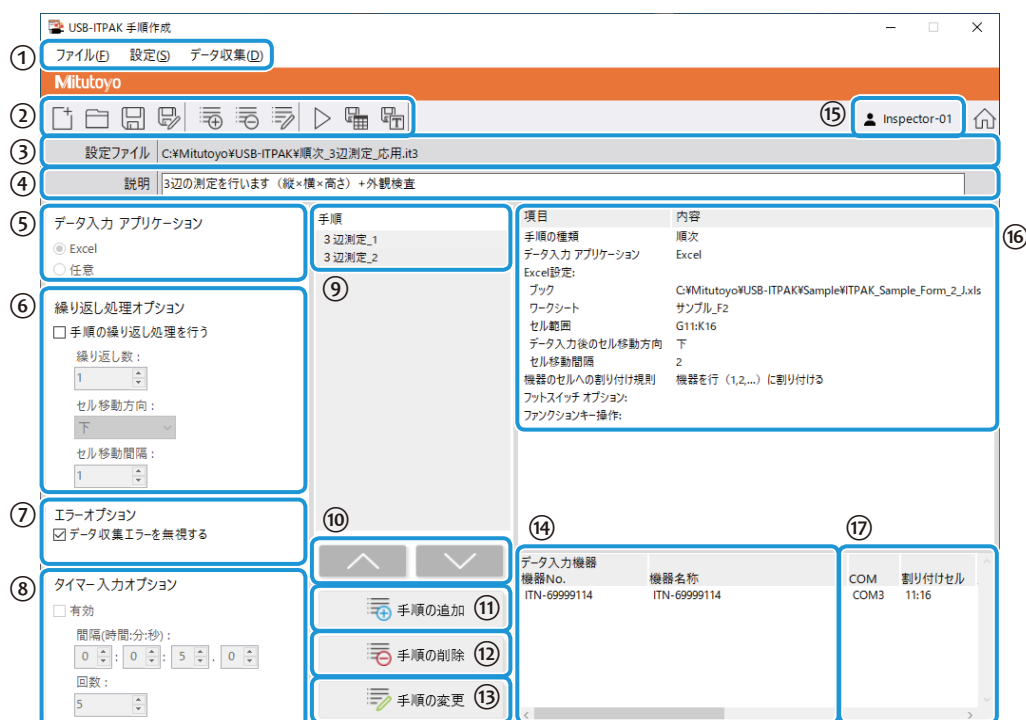 USB-ITPAK 手順作成
① ファイル(F) 設定(S) データ収集(D)
Mitutoyo
② ⑮ Inspector-01
③ 設定ファイル C:¥Mitutoyo¥USB-ITPAK¥順次_3辺測定_応用.it3
④ 説明 3辺の測定を行います（縦×横×高さ）+外観検査
⑤ データ入力 アプリケーション
Excel
任意
⑥ 繰り返し処理オプション
手順の繰り返し処理を行う
繰り返し数：
1
セル移動方向：
下
セル移動間隔：
1
⑦ エラーオプション
データ収集エラーを無視する
⑧ タイマー入力オプション
有効
間隔(時間:分:秒)：
0 : 0 : 5 . 0
回数：
5
手順
3辺測定_1
3辺測定_2
⑨
⑩
手順の追加 ⑪
手順の削除 ⑫
手順の変更 ⑬
項目 内容
⑯
手順の種類 順次
データ入力 アプリケーション Excel
Excel設定:
ブック C:¥Mitutoyo¥USB-ITPAK¥Sample¥ITPAK_Sample_Form_2_J.xls
ワークシート サンプル_F2
セル範囲 G11:K16
データ入力後のセル移動方向 下
セル移動間隔 2
機器のセルへの割り付け規則 機器を行（1,2,...）に割り付ける
フットスイッチ オプション:
ファンクションキー操作:
⑭ ⑰
データ入力機器
機器No. 機器名称 COM 割り付けセル
ITN-69999114 ITN-69999114 COM3 11:16